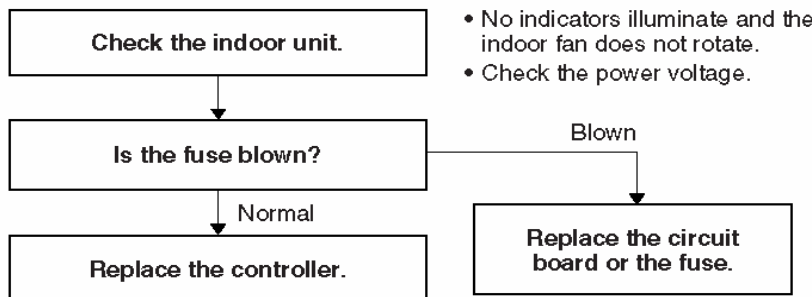 Check the indoor unit.
• No indicators illuminate and the
indoor fan does not rotate.
• Check the power voltage.
Is the fuse blown?
Blown
Normal
Replace the circuit
board or the fuse.
Replace the controller.